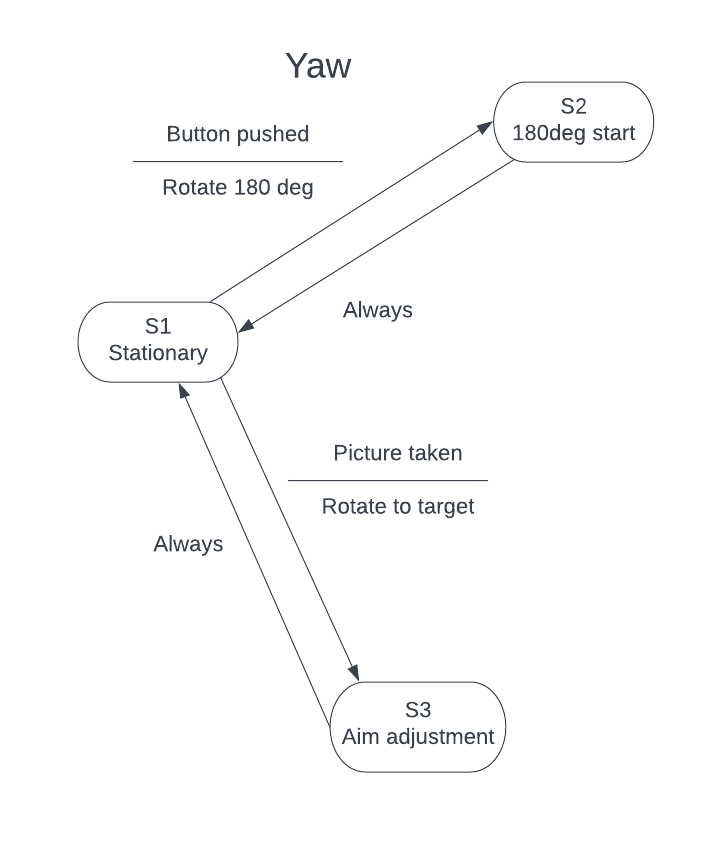 Yaw
S2
180deg start
Button pushed
Rotate 180 deg
Always
S1
Stationary
Picture taken
Rotate to target
Always
S3
Aim adjustment